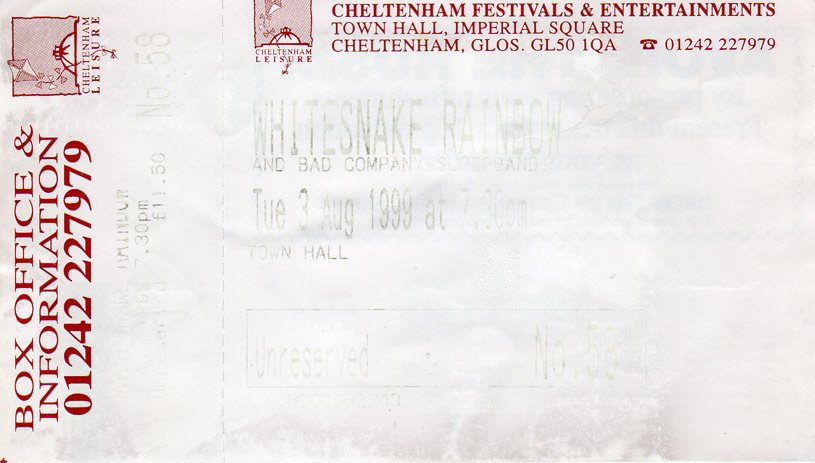 CHELTENHAM
LEISURE
BOX OFFICE &
INFORMATION
01242 227979
7.30pm
£11.50
No.58
CHELTENHAM
LEISURE
CHELTENHAM FESTIVALS & ENTERTAINMENTS
TOWN HALL, IMPERIAL SQUARE
CHELTENHAM, GLOS. GL50 1QA ☎ 01242 227979
WHITESNAKE RAINBOW
AND BAD COMPANY SUPERBAND
Tue 3 Aug 1999 at 7:30pm
TOWN HALL
Unreserved No.58